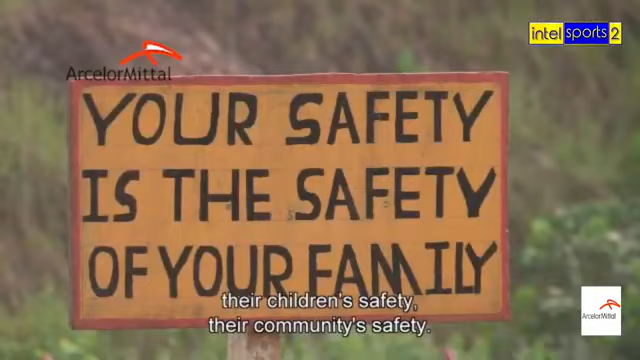 intel sports 2
ArcelorMittal
YOUR SAFETY
IS THE SAFETY
OF YOUR FAMILY
their children's safety,
their community's safety.
ArcelorMittal